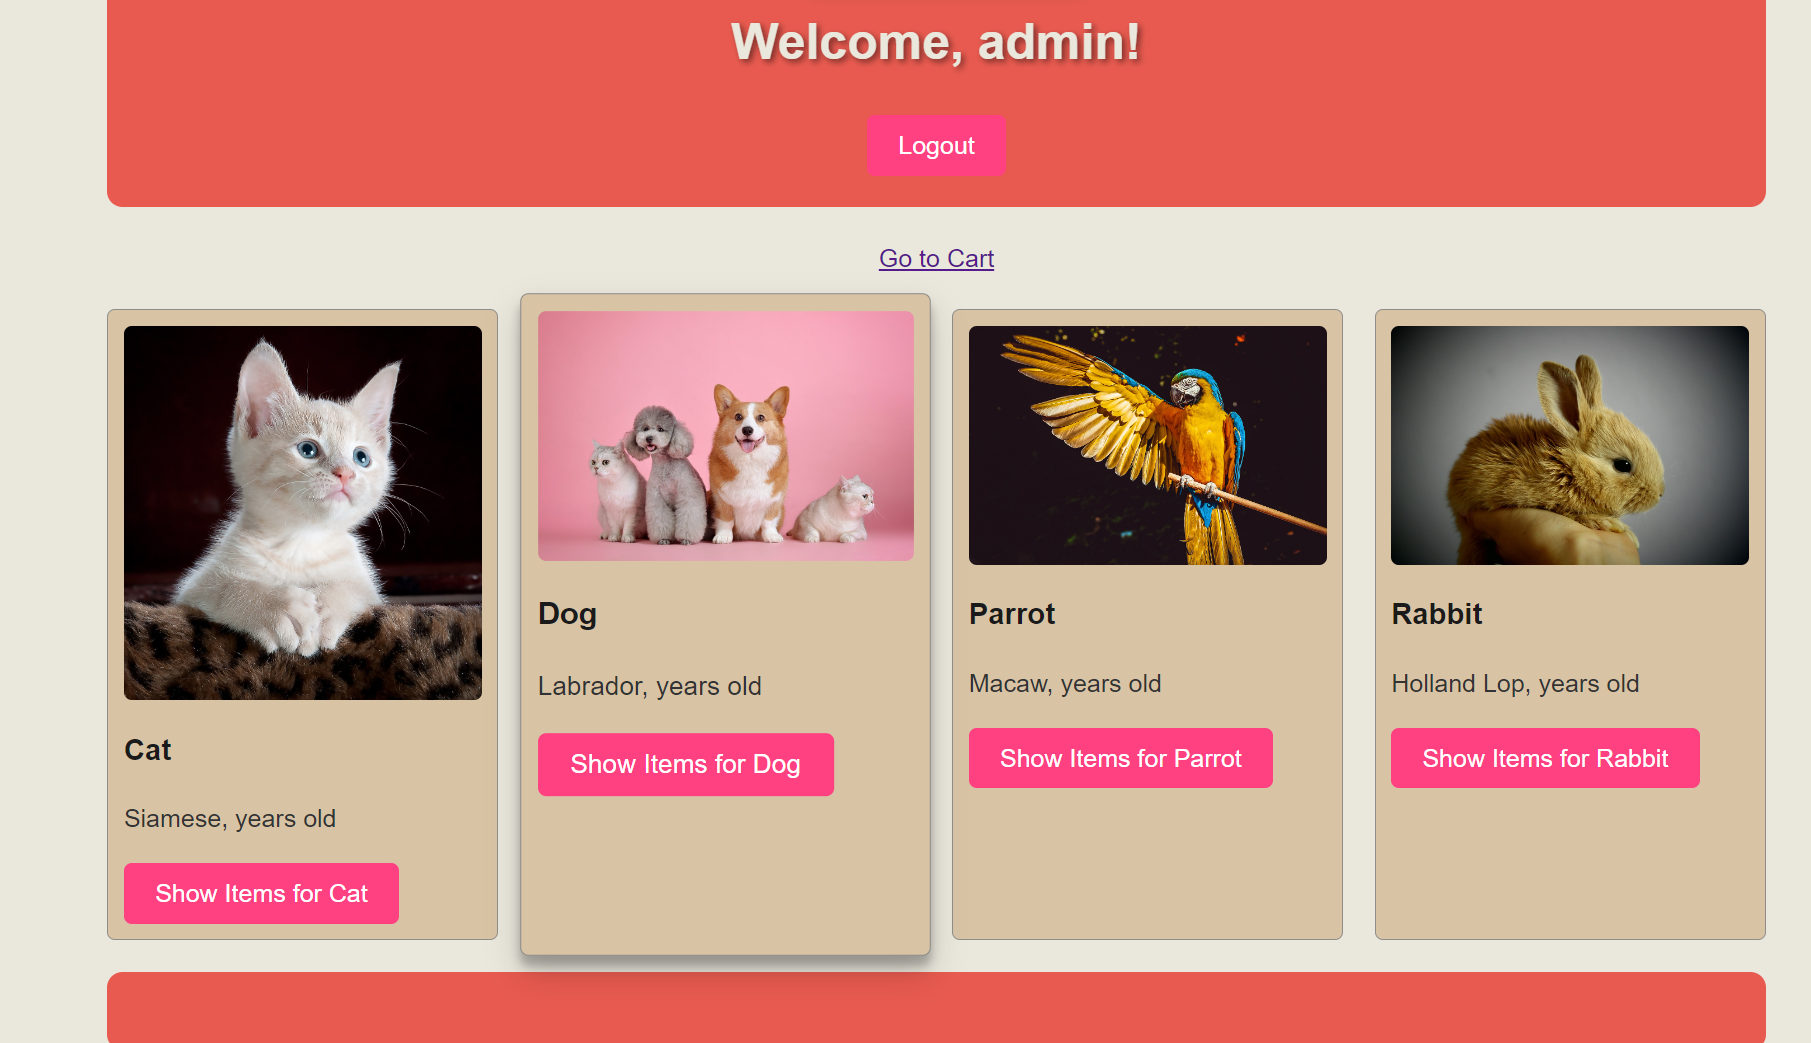 Welcome, admin!
Logout
Go to Cart
Cat
Siamese, years old
Show Items for Cat
Dog
Labrador, years old
Show Items for Dog
Parrot
Macaw, years old
Show Items for Parrot
Rabbit
Holland Lop, years old
Show Items for Rabbit